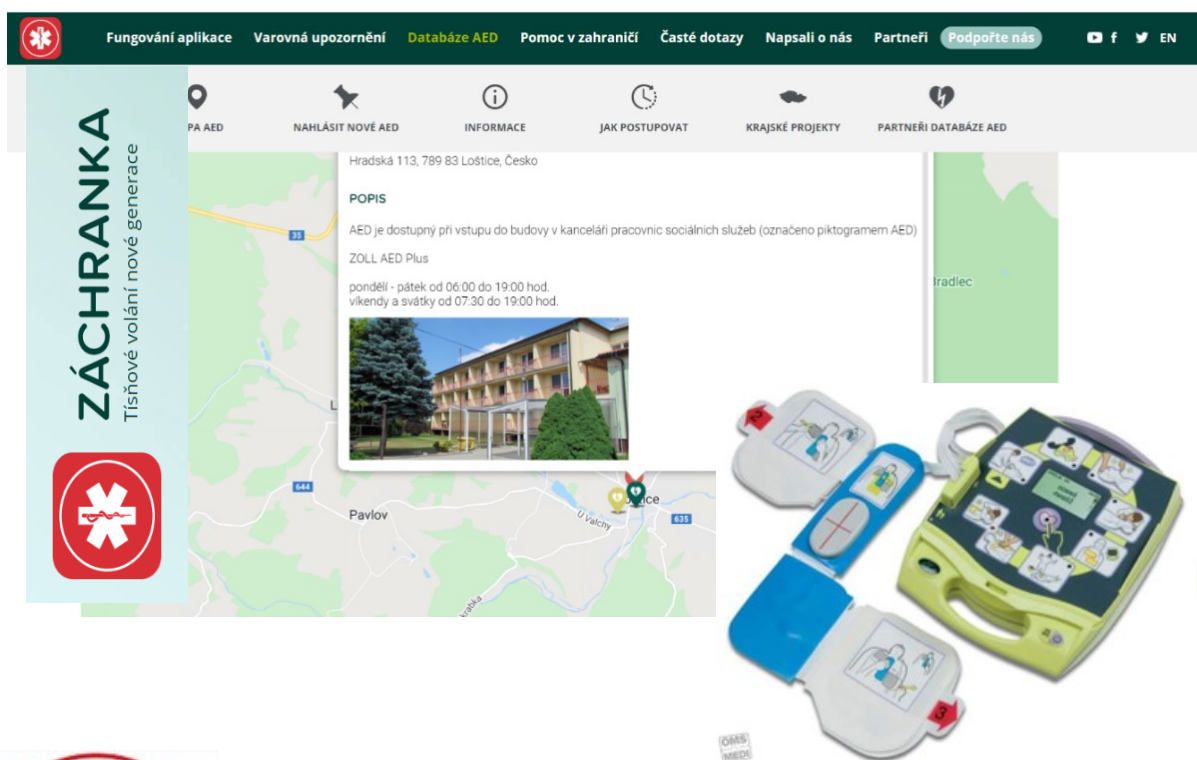 Fungování aplikace Varovná upozornění Databáze AED Pomoc v zahraničí Časté dotazy Napsali o nás Partneři Podpořte nás EN
PA AED NAHLÁSIT NOVÉ AED INFORMACE JAK POSTUPOVAT KRAJSKÉ PROJEKTY PARTNEŘI DATABÁZE AED
ZÁCHRANKA
Tísňové volání nové generace
Hradská 113, 789 83 Loštice, Česko
POPIS
AED je dostupný při vstupu do budovy v kanceláři pracovnic sociálních služeb (označeno piktogramem AED)
ZOLL AED Plus
pondělí - pátek od 06:00 do 19:00 hod.
víkendy a svátky od 07:30 do 19:00 hod.
35
Bradlec
644
Pavlov
U Valchy
635
2
3